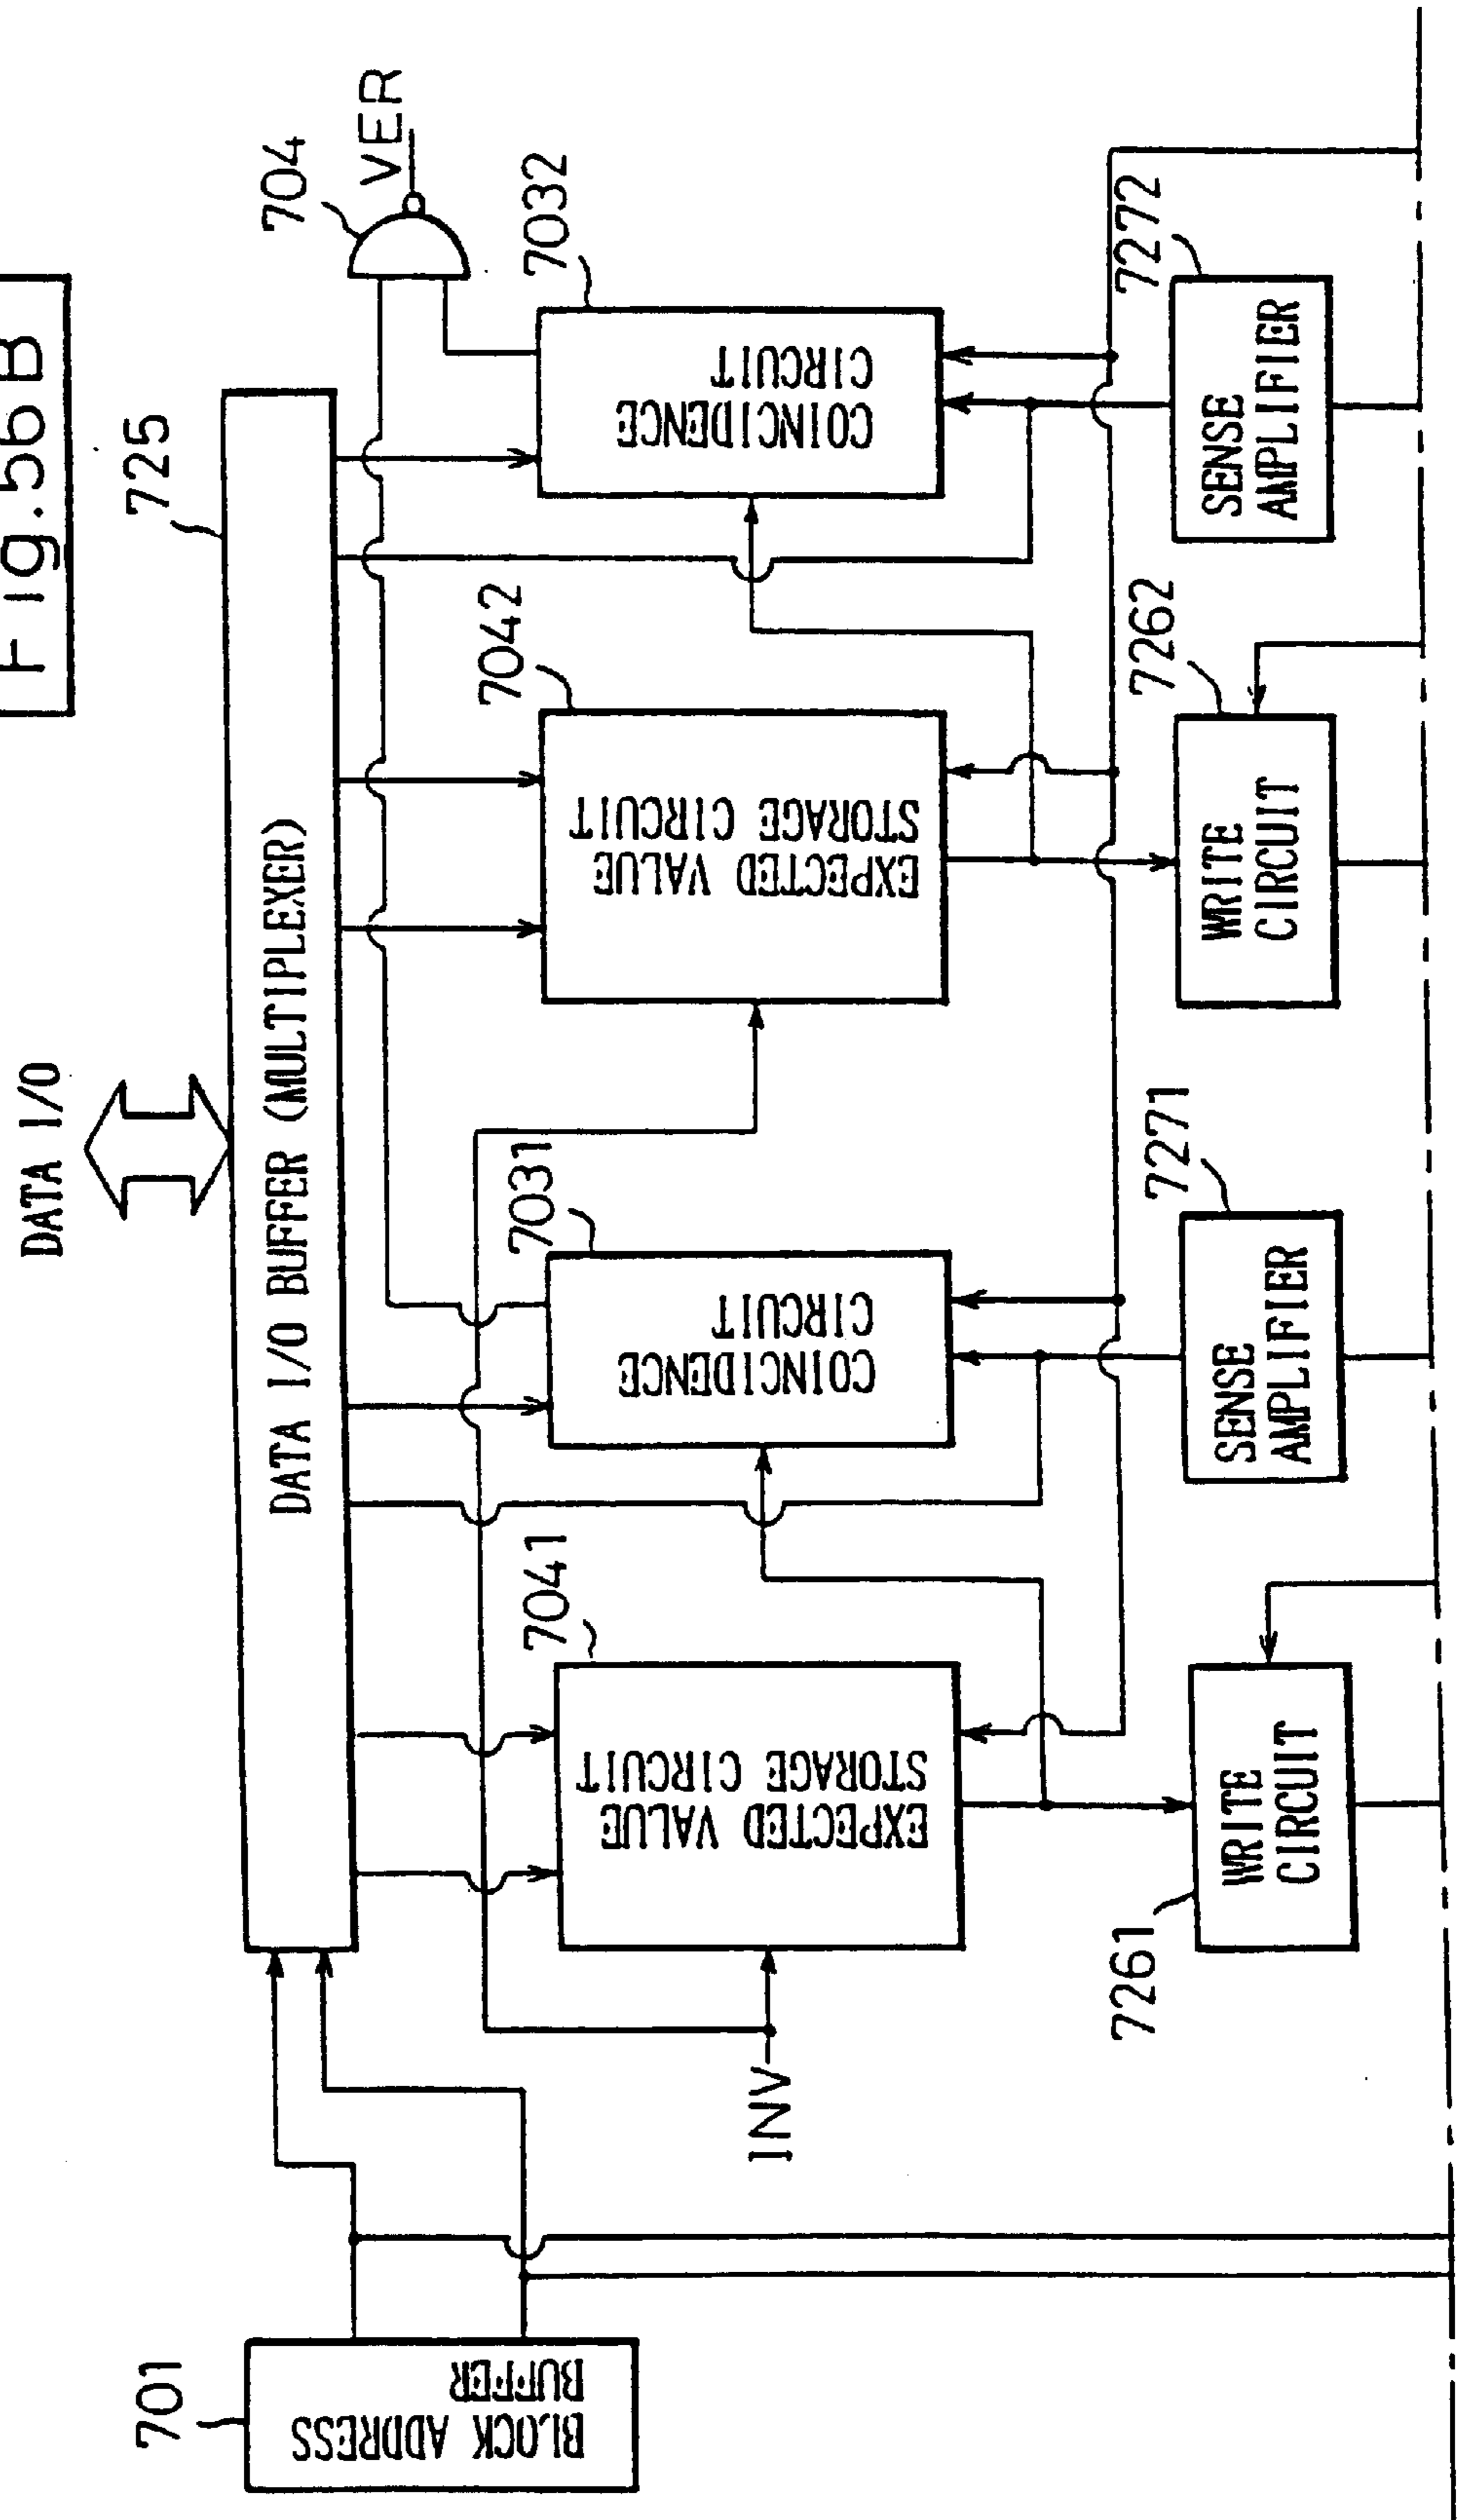 Fig.56B
DATA I/O
725
DATA I/O BUFFER (MULTIPLEXER)
704
VER
701
BLOCK ADDRESS
BUFFER
INV
7041
EXPECTED VALUE
STORAGE CIRCUIT
7031
COINCIDENCE
CIRCUIT
7042
EXPECTED VALUE
STORAGE CIRCUIT
7032
COINCIDENCE
CIRCUIT
7261
WRITE
CIRCUIT
7271
SENSE
AMPLIFIER
7262
WRITE
CIRCUIT
7272
SENSE
AMPLIFIER